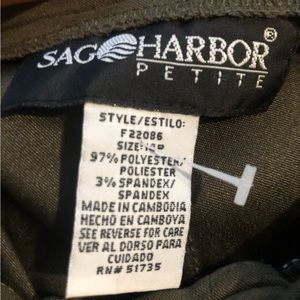 SAG HARBOR®
PETITE
STYLE/ESTILO:
F22086
SIZE:
97% POLYESTER/
POLIESTER
3% SPANDEX/
SPANDEX
MADE IN CAMBODIA
HECHO EN CAMBOYA
SEE REVERSE FOR CARE
VER AL DORSO PARA
CUIDADO
RN# 51735